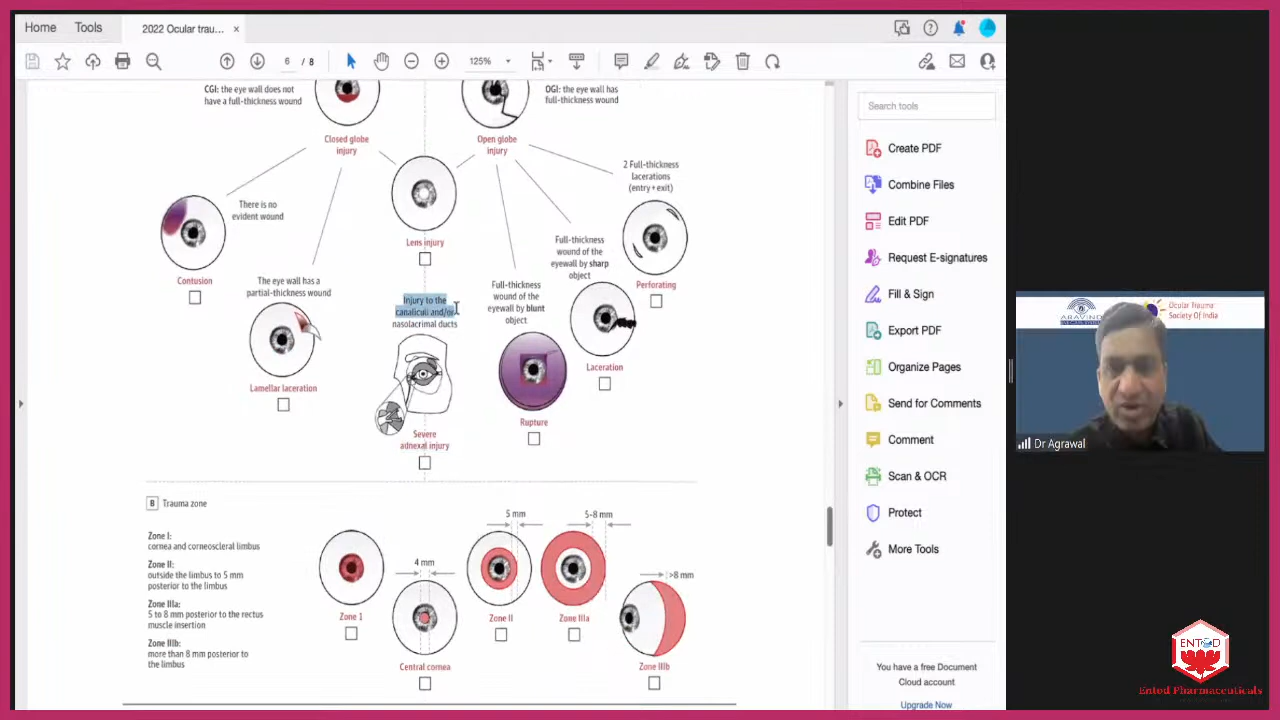 Home
Tools
2022 Ocular trau...
×
6 / 8
125%
CGI: the eye wall does not
have a full-thickness wound
OGI: the eye wall has
full-thickness wound
Closed globe
injury
Open globe
injury
2 Full-thickness
lacerations
(entry + exit)
There is no
evident wound
Lens injury
Full-thickness
wound of the
eyewall by sharp
object
Contusion
The eye wall has a
partial-thickness wound
Injury to the
canaliculi and/or
nasolacrimal ducts
Full-thickness
wound of the
eyewall by blunt
object
Perforating
Laceration
Lamellar laceration
Rupture
Severe
adnexal injury
B Trauma zone
Zone I:
cornea and corneoscleral limbus
Zone II:
outside the limbus to 5 mm
posterior to the limbus
Zone IIIa:
5 to 8 mm posterior to the rectus
muscle insertion
Zone IIIb:
more than 8 mm posterior to
the limbus
4 mm
5 mm
5-8 mm
>8 mm
Zone 1
Central cornea
Zone II
Zone IIIa
Zone IIIb
Search tools
Create PDF
Combine Files
Edit PDF
Request E-signatures
Fill & Sign
Export PDF
Organize Pages
Send for Comments
Comment
Scan & OCR
Protect
More Tools
You have a free Document
Cloud account
Upgrade Now
ARAVIND
Ocular Trauma
Society Of India
Dr Agrawal
ENTOD
Entod Pharmaceuticals